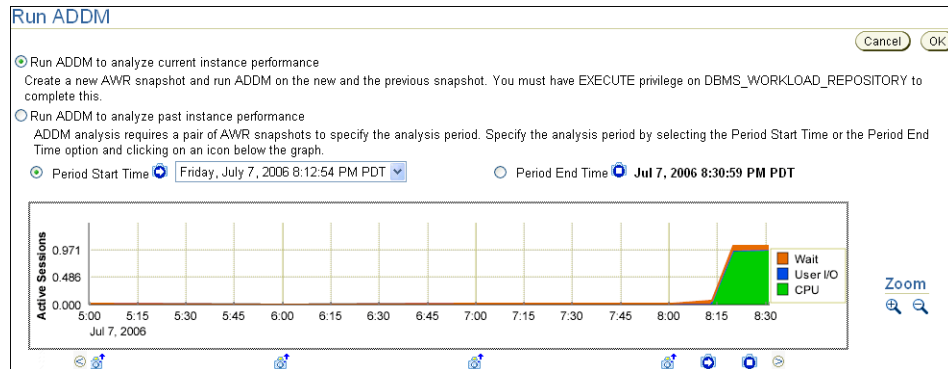 Run ADDM
Cancel OK
Run ADDM to analyze current instance performance
Create a new AWR snapshot and run ADDM on the new and the previous snapshot. You must have EXECUTE privilege on DBMS_WORKLOAD_REPOSITORY to
complete this.
Run ADDM to analyze past instance performance
ADDM analysis requires a pair of AWR snapshots to specify the analysis period. Specify the analysis period by selecting the Period Start Time or the Period End
Time option and clicking on an icon below the graph.
Period Start Time Friday, July 7, 2006 8:12:54 PM PDT Period End Time Jul 7, 2006 8:30:59 PM PDT
Active Sessions
0.971
0.486
0.000
Wait
User I/O
CPU
5:00 5:15 5:30 5:45 6:00 6:15 6:30 6:45 7:00 7:15 7:30 7:45 8:00 8:15 8:30
Jul 7, 2006
Zoom